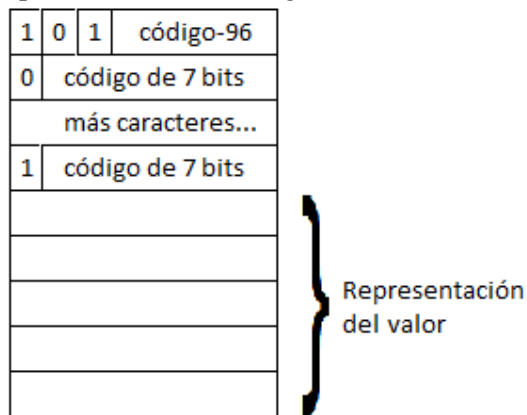 1 0 1 código-96
0 código de 7 bits
más caracteres...
1 código de 7 bits
Representación
del valor